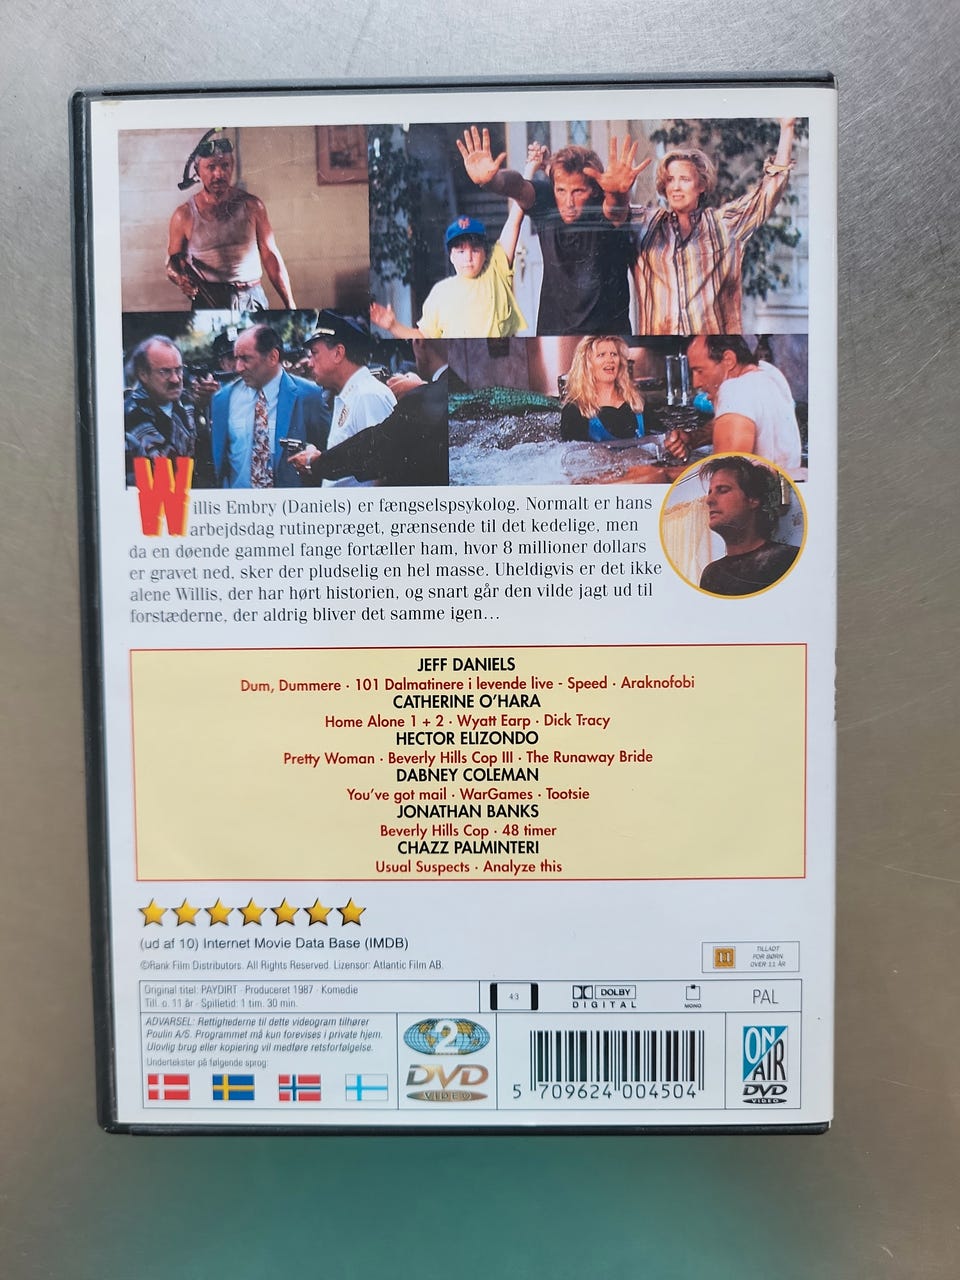 Willis Embry (Daniels) er fængselspsykolog. Normalt er hans
arbejdsdag rutinepræget, grænsende til det kedelige, men
da en døende gammel fange fortæller ham, hvor 8 millioner dollars
er gravet ned, sker der pludselig en hel masse. Uheldigvis er det ikke
alene Willis, der har hørt historien, og snart går den vilde jagt ud til
forstæderne, der aldrig bliver det samme igen...
JEFF DANIELS
Dum, Dummere · 101 Dalmatinere i levende live - Speed · Araknofobi
CATHERINE O'HARA
Home Alone 1 + 2 · Wyatt Earp · Dick Tracy
HECTOR ELIZONDO
Pretty Woman · Beverly Hills Cop III · The Runaway Bride
DABNEY COLEMAN
You've got mail · WarGames · Tootsie
JONATHAN BANKS
Beverly Hills Cop · 48 timer
CHAZZ PALMINTERI
Usual Suspects · Analyze this
(ud af 10) Internet Movie Data Base (IMDB)
©Rank Film Distributors. All Rights Reserved. Lizensor: Atlantic Film AB.
11
TILLADT
FOR BØRN
OVER 11 ÅR
Original titel: PAYDIRT · Produceret 1987 · Komedie
Till. o. 11 år · Spilletid: 1 tim. 30 min.
4:3
DOLBY
DIGITAL
MONO
PAL
ADVARSEL: Rettighederne til dette videogram tilhører
Poulin A/S. Programmet må kun forevises i private hjem.
Ulovlig brug eller kopiering vil medføre retsforfølgelse.
Undertekster på følgende sprog:
2
DVD
VIDEO
5 709624 004504
ON
AIR
DVD
VIDEO